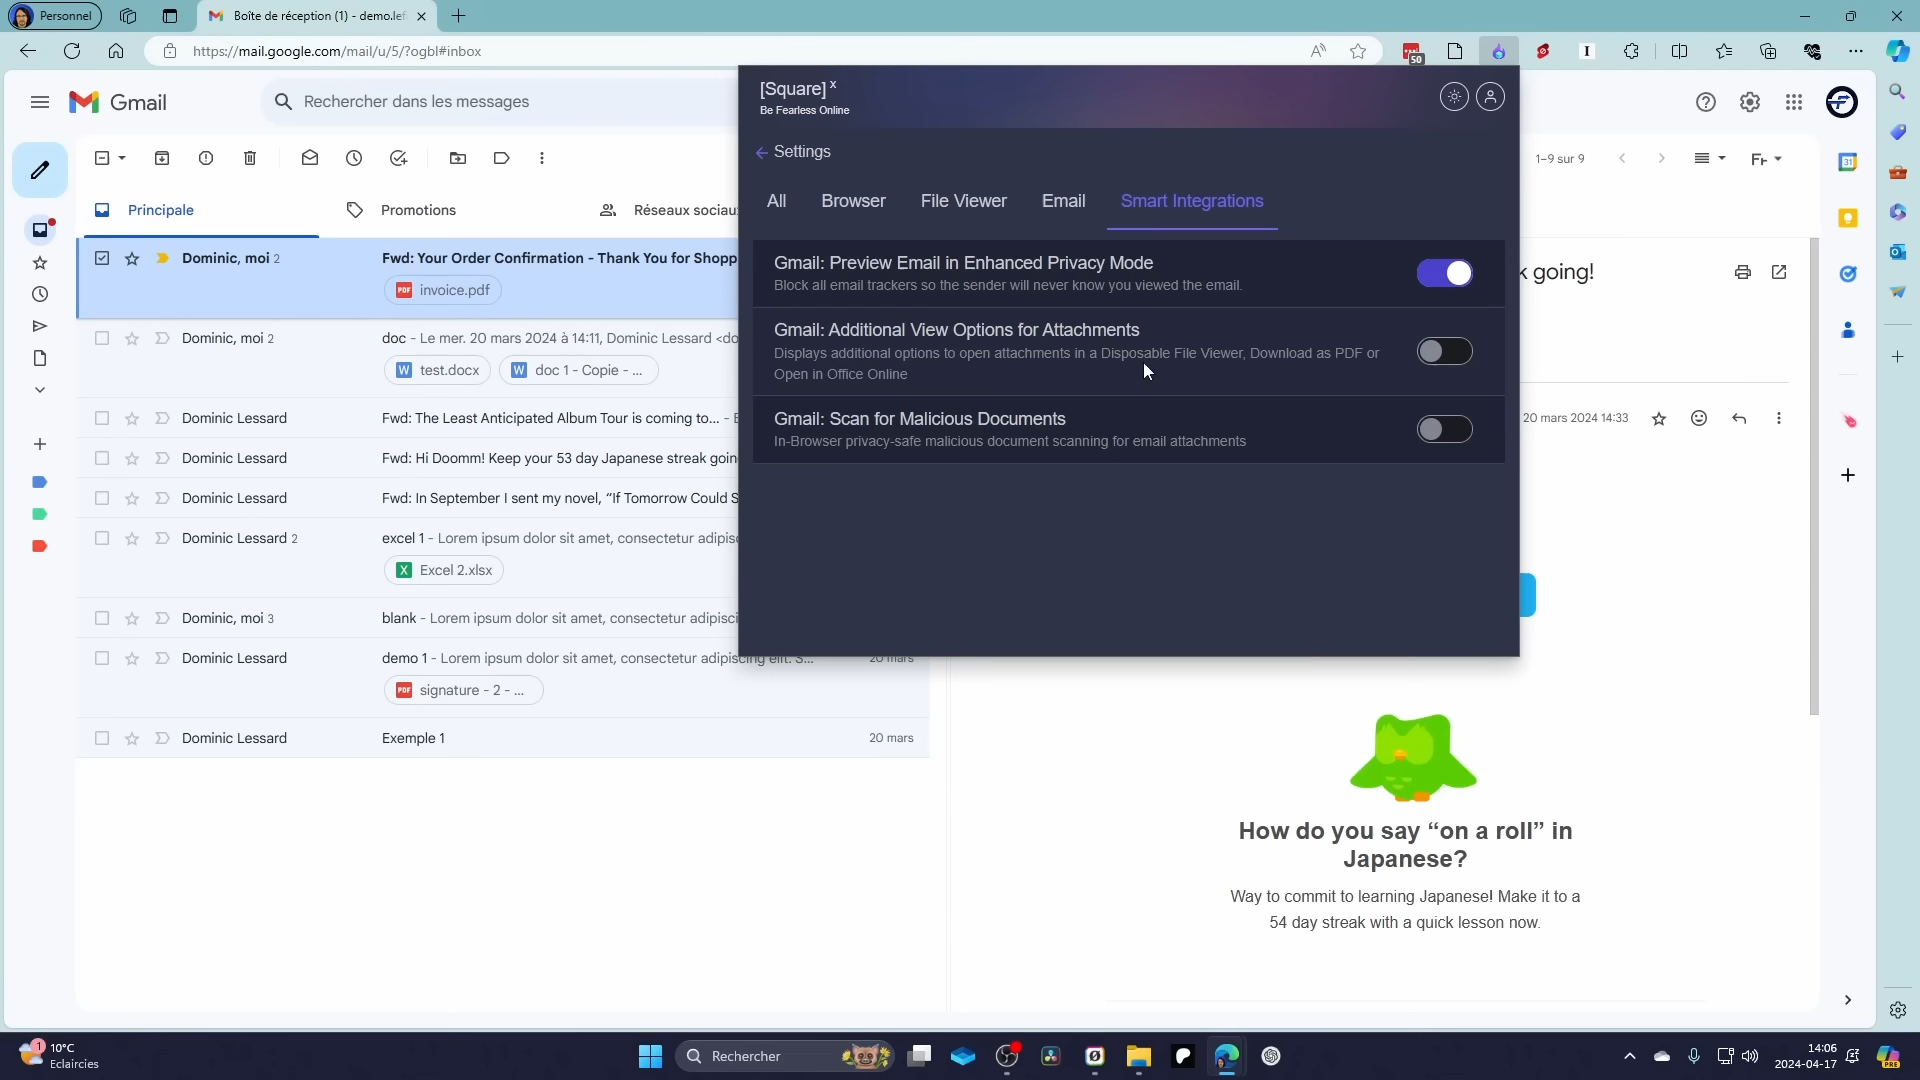 Personnel
Boîte de réception (1) - demo.lef
https://mail.google.com/mail/u/5/?ogbl#inbox
50
Gmail
Rechercher dans les messages
[Square] x
Be Fearless Online
Settings
All
Browser
File Viewer
Email
Smart Integrations
Gmail: Preview Email in Enhanced Privacy Mode
Block all email trackers so the sender will never know you viewed the email.
Gmail: Additional View Options for Attachments
Displays additional options to open attachments in a Disposable File Viewer, Download as PDF or
Open in Office Online
Gmail: Scan for Malicious Documents
In-Browser privacy-safe malicious document scanning for email attachments
1–9 sur 9
Fr
Principale
Promotions
Réseaux sociau
Dominic, moi 2
Fwd: Your Order Confirmation - Thank You for Shopp
PDF invoice.pdf
Dominic, moi 2
doc - Le mer. 20 mars 2024 à 14:11, Dominic Lessard <do
W test.docx
W doc 1 - Copie - ...
Dominic Lessard
Fwd: The Least Anticipated Album Tour is coming to... -
Dominic Lessard
Fwd: Hi Doomm! Keep your 53 day Japanese streak goin
Dominic Lessard
Fwd: In September I sent my novel, “If Tomorrow Could S
Dominic Lessard 2
excel 1 - Lorem ipsum dolor sit amet, consectetur adipisc
X Excel 2.xlsx
Dominic, moi 3
blank - Lorem ipsum dolor sit amet, consectetur adipisci
Dominic Lessard
demo 1 - Lorem ipsum dolor sit amet, consectetur adipiscing elit. S...
20 mars
PDF signature - 2 - ...
Dominic Lessard
Exemple 1
20 mars
k going!
20 mars 2024 14:33
How do you say “on a roll” in
Japanese?
Way to commit to learning Japanese! Make it to a
54 day streak with a quick lesson now.
31
1
10°C
Eclaircies
Rechercher
14:06
2024-04-17
PRE